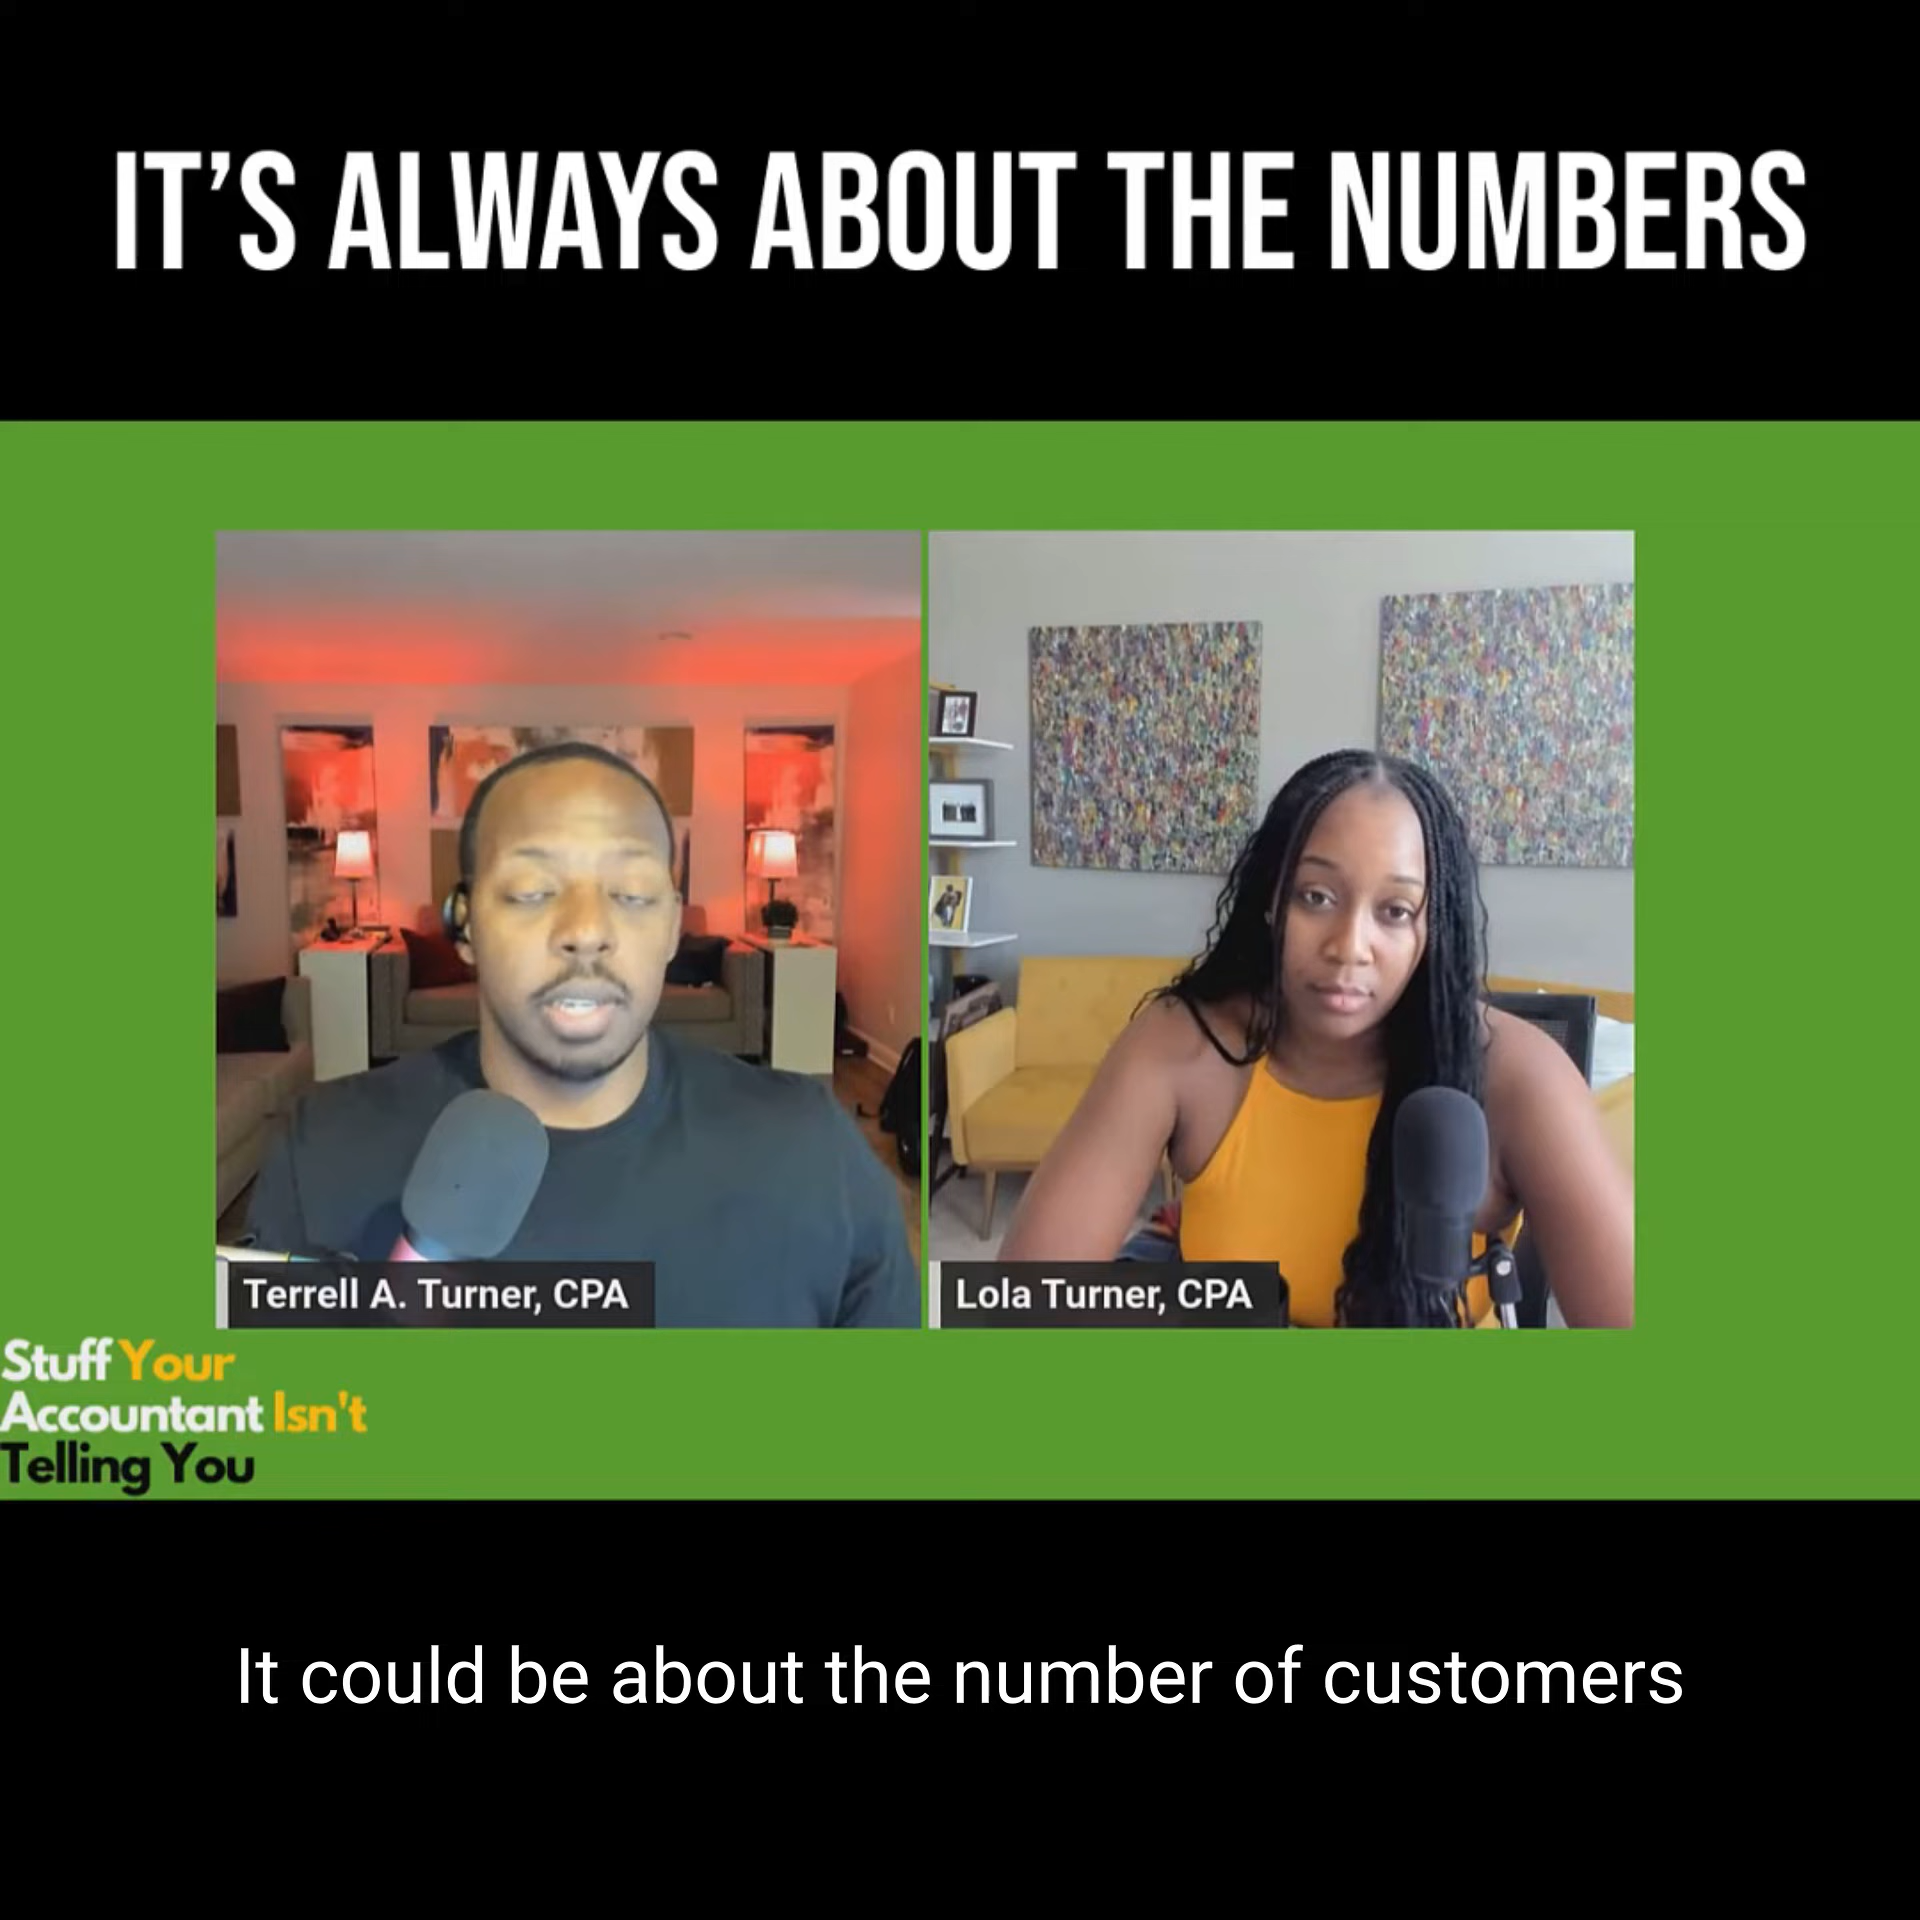 IT'S ALWAYS ABOUT THE NUMBERS
Terrell A. Turner, CPA
Lola Turner, CPA
Stuff Your
Accountant Isn't
Telling You
It could be about the number of customers